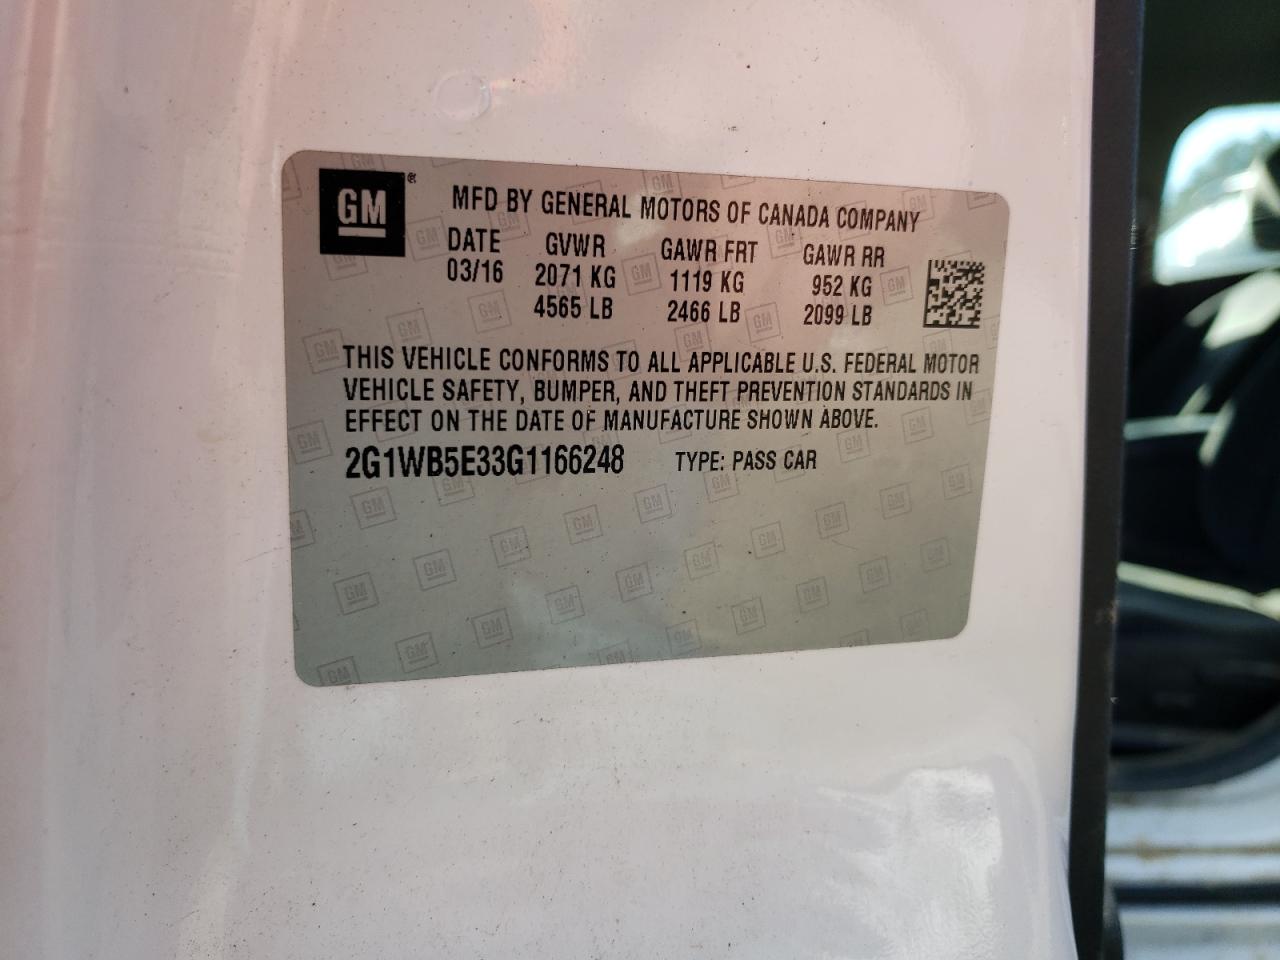 GM ®
MFD BY GENERAL MOTORS OF CANADA COMPANY
DATE GVWR GAWR FRT GAWR RR
03/16 2071 KG 1119 KG 952 KG
4565 LB 2466 LB 2099 LB
THIS VEHICLE CONFORMS TO ALL APPLICABLE U.S. FEDERAL MOTOR
VEHICLE SAFETY, BUMPER, AND THEFT PREVENTION STANDARDS IN
EFFECT ON THE DATE OF MANUFACTURE SHOWN ABOVE.
2G1WB5E33G1166248 TYPE: PASS CAR